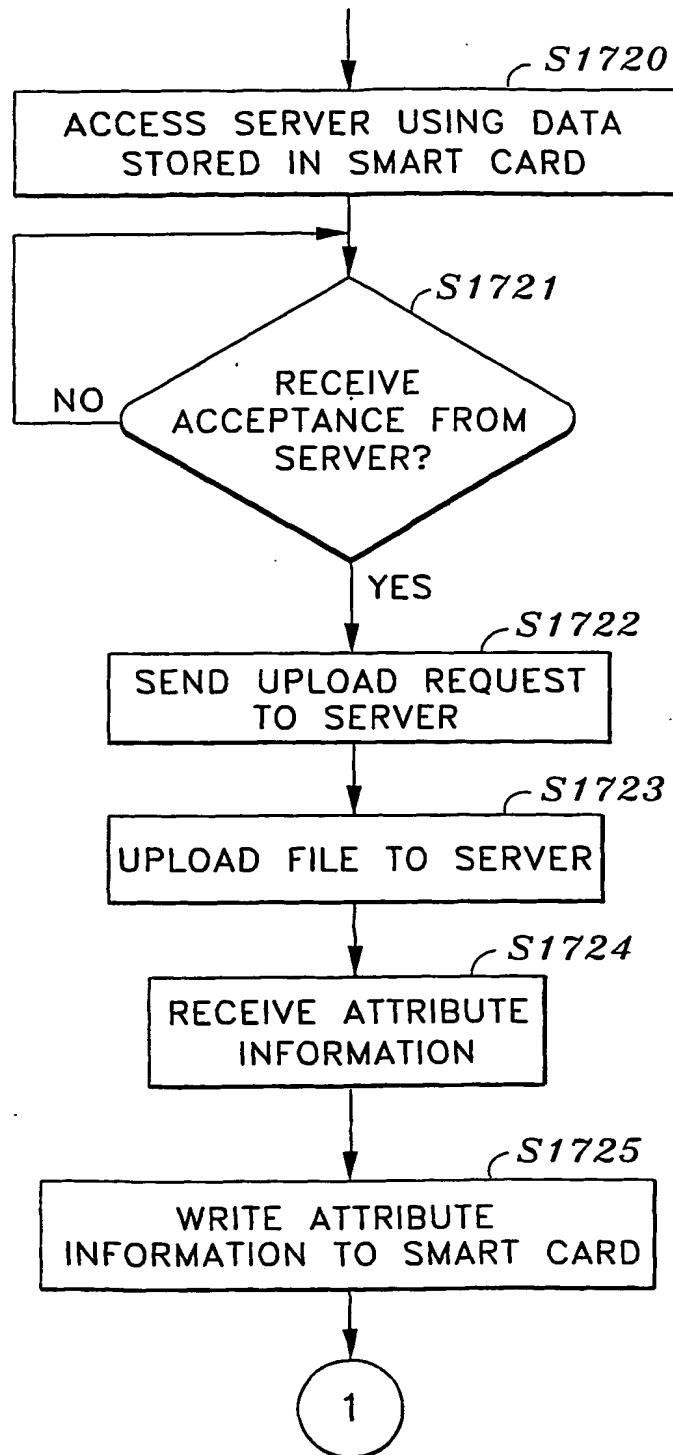 S1720
ACCESS SERVER USING DATA
STORED IN SMART CARD
S1721
RECEIVE
ACCEPTANCE FROM
SERVER?
NO
YES
S1722
SEND UPLOAD REQUEST
TO SERVER
S1723
UPLOAD FILE TO SERVER
S1724
RECEIVE ATTRIBUTE
INFORMATION
S1725
WRITE ATTRIBUTE
INFORMATION TO SMART CARD
1